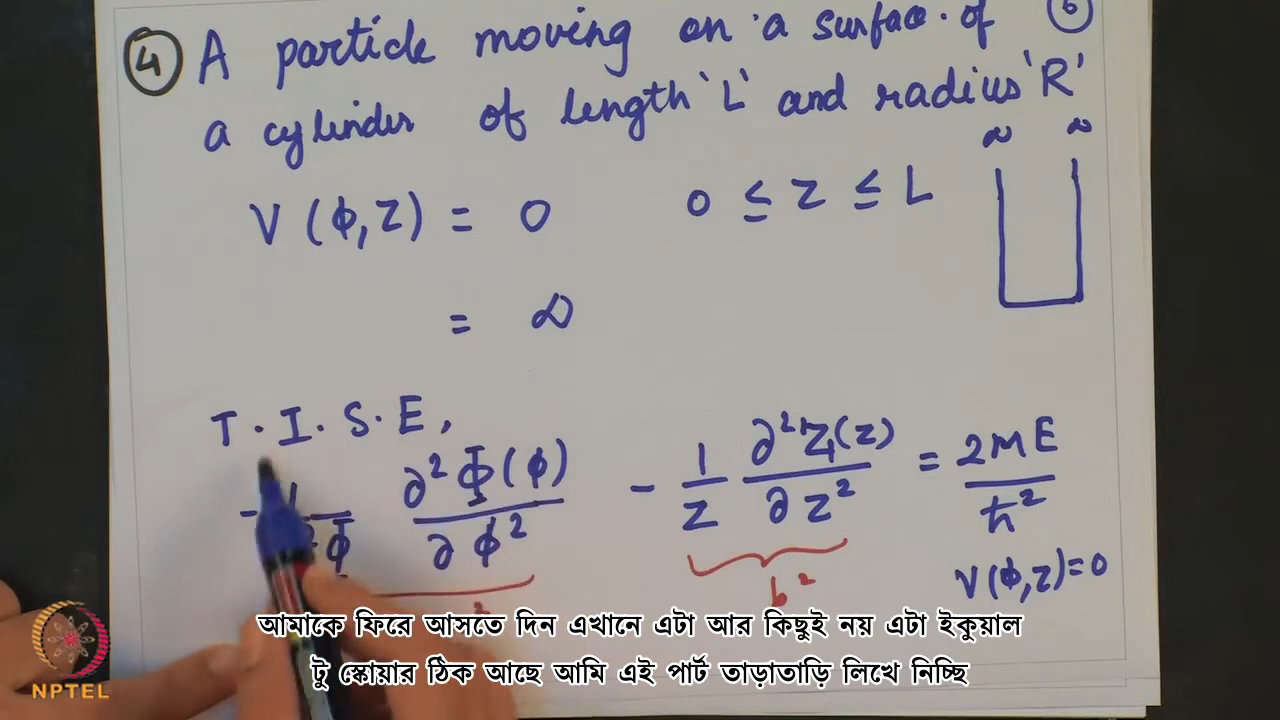 ④ A particle moving on a surface of ⑥
a cylinder of length 'L' and radius 'R'
∞ ∞
V(ϕ,Z) = 0 0 ≤ Z ≤ L
= ∞
T.I.S.E,
∂²Φ(ϕ) / ∂ϕ² - 1/Z ∂²Z(z) / ∂z² = 2mE / ħ²
b² V(ϕ,Z)=0
আমাকে ফিরে আসতে দিন এখানে এটা আর কিছুই নয় এটা ইকুয়াল
টু স্কোয়ার ঠিক আছে আমি এই পার্ট তাড়াতাড়ি লিখে নিচ্ছি
NPTEL